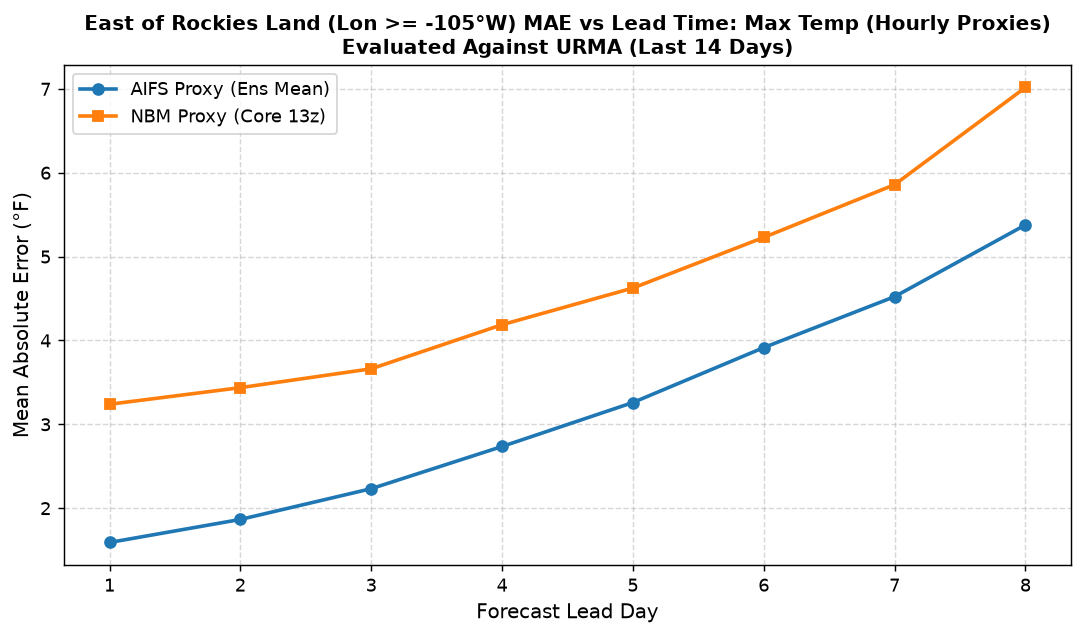 East of Rockies Land (Lon >= -105°W) MAE vs Lead Time: Max Temp (Hourly Proxies)
Evaluated Against URMA (Last 14 Days)
AIFS Proxy (Ens Mean)
NBM Proxy (Core 13z)
Mean Absolute Error (°F)
7
6
5
4
3
2
1 2 3 4 5 6 7 8
Forecast Lead Day